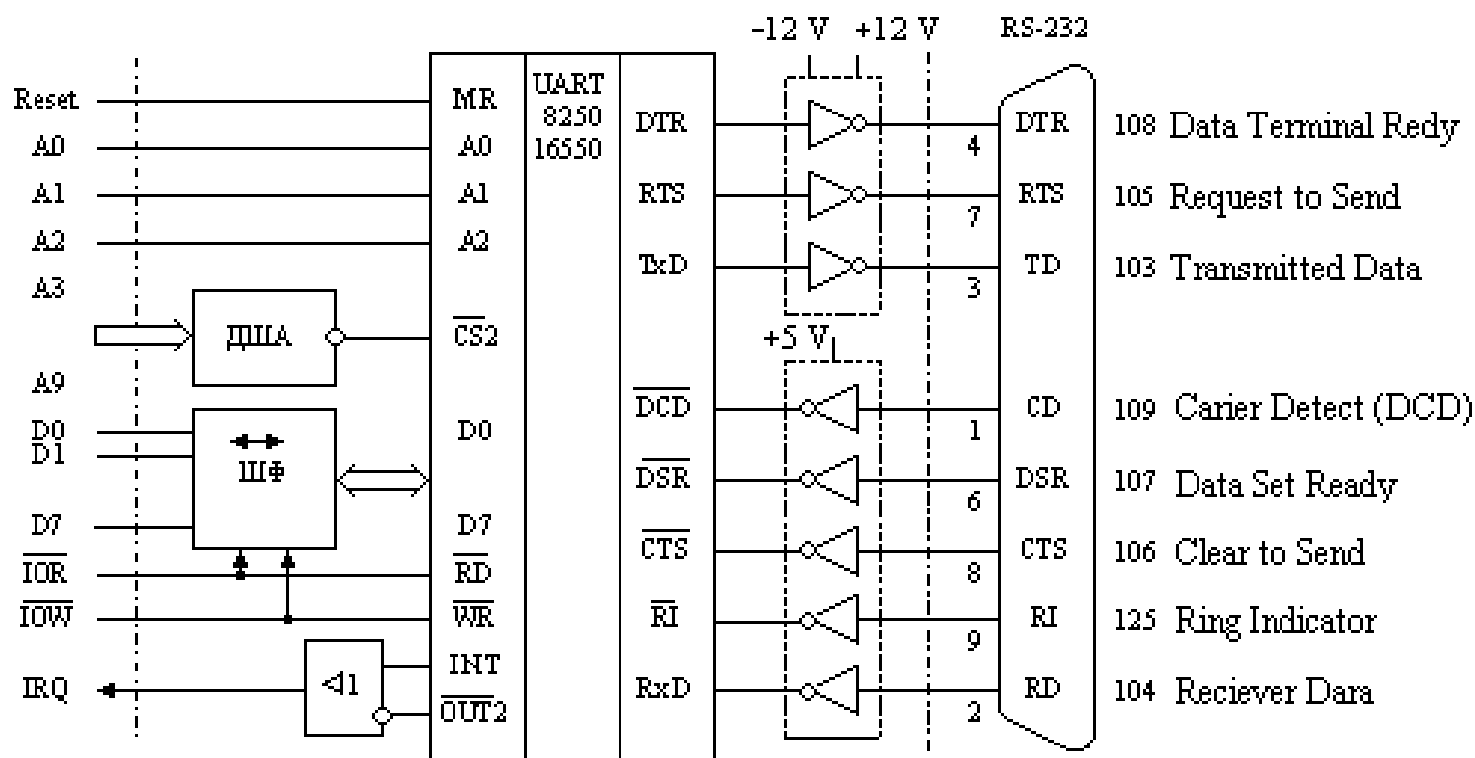 -12 V +12 V RS-232
Reset
A0
A1
A2
A3
A9
D0
D1
D7
IOR
IOW
IRQ
ДША
ШФ
1
MR
A0
A1
A2
CS2
D0
D7
RD
WR
INT
OUT2
UART
8250
16550
DTR
RTS
TxD
DCD
DSR
CTS
RI
RxD
+5 V
4
7
3
1
6
8
9
2
DTR
RTS
TD
CD
DSR
CTS
RI
RD
108 Data Terminal Redy
105 Request to Send
103 Transmitted Data
109 Carier Detect (DCD)
107 Data Set Ready
106 Clear to Send
125 Ring Indicator
104 Reciever Dara